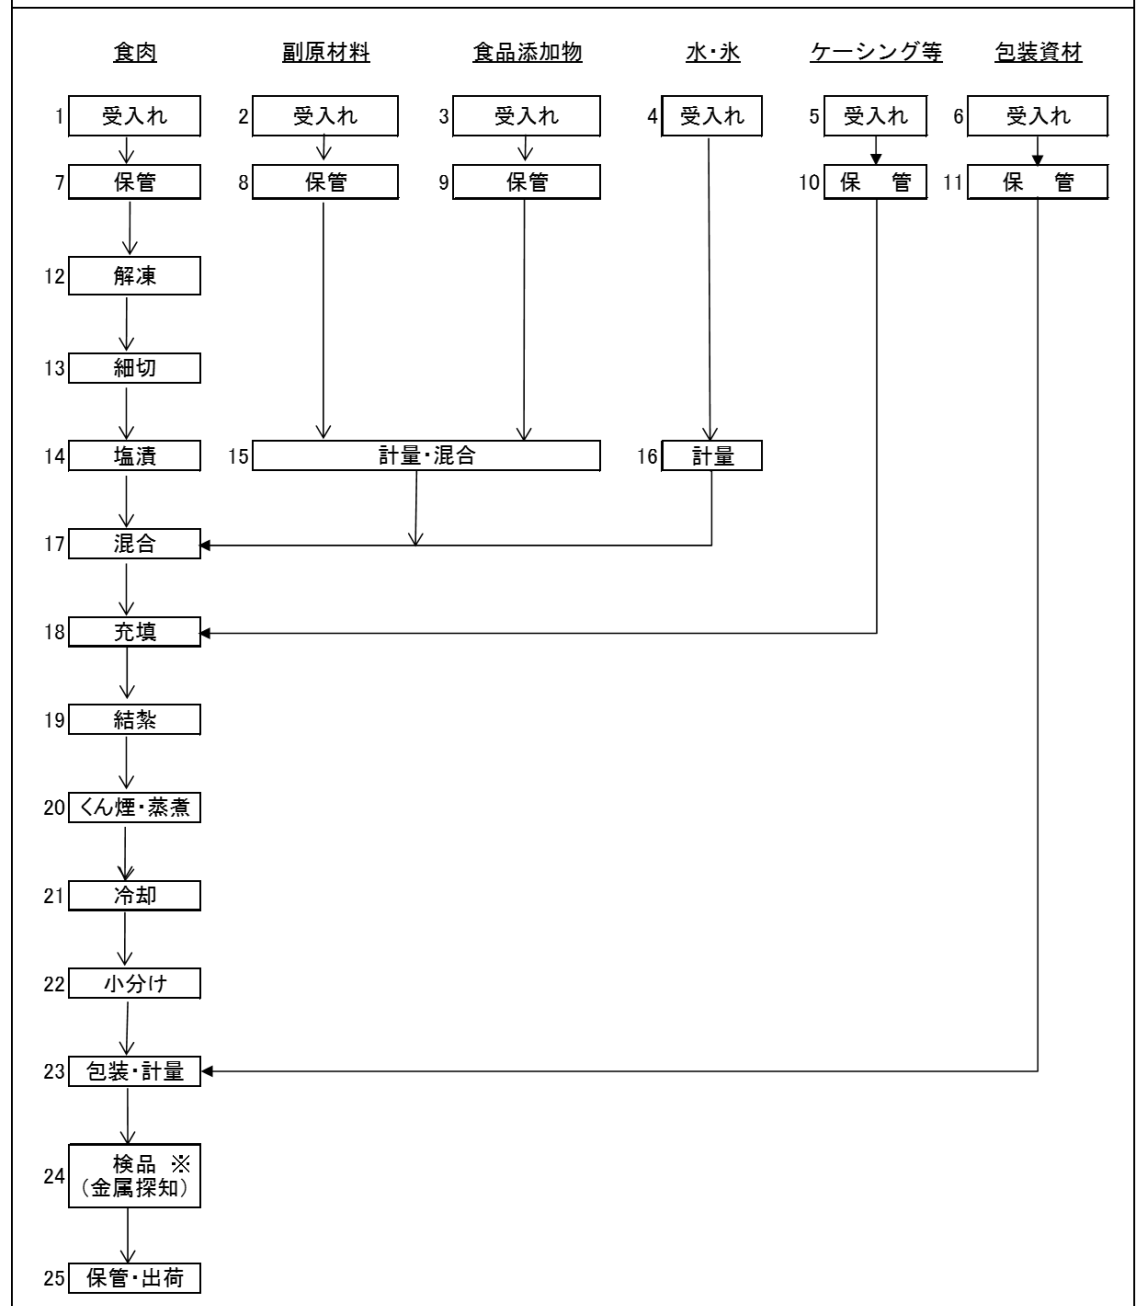 食肉 副原材料 食品添加物 水・氷 ケーシング等 包装資材
1 受入れ 2 受入れ 3 受入れ 4 受入れ 5 受入れ 6 受入れ
7 保管 8 保管 9 保管 10 保　管 11 保　管
12 解凍
13 細切
14 塩漬 15 計量・混合 16 計量
17 混合
18 充填
19 結紮
20 くん煙・蒸煮
21 冷却
22 小分け
23 包装・計量
24 検品 ※
（金属探知）
25 保管・出荷